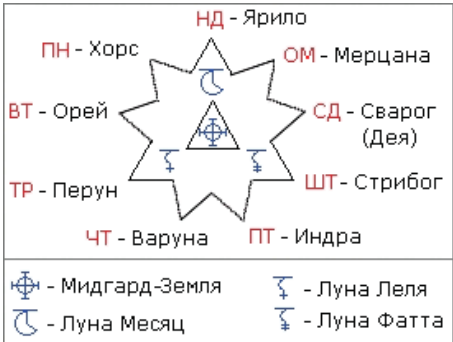 НД - Ярило
ПН - Хорс
ОМ - Мерцана
ВТ - Орей
СД - Сварог
(Дея)
ТР - Перун
ШТ - Стрибог
ЧТ - Варуна
ПТ - Индра
- Мидгард-Земля
- Луна Леля
- Луна Месяц
- Луна Фатта